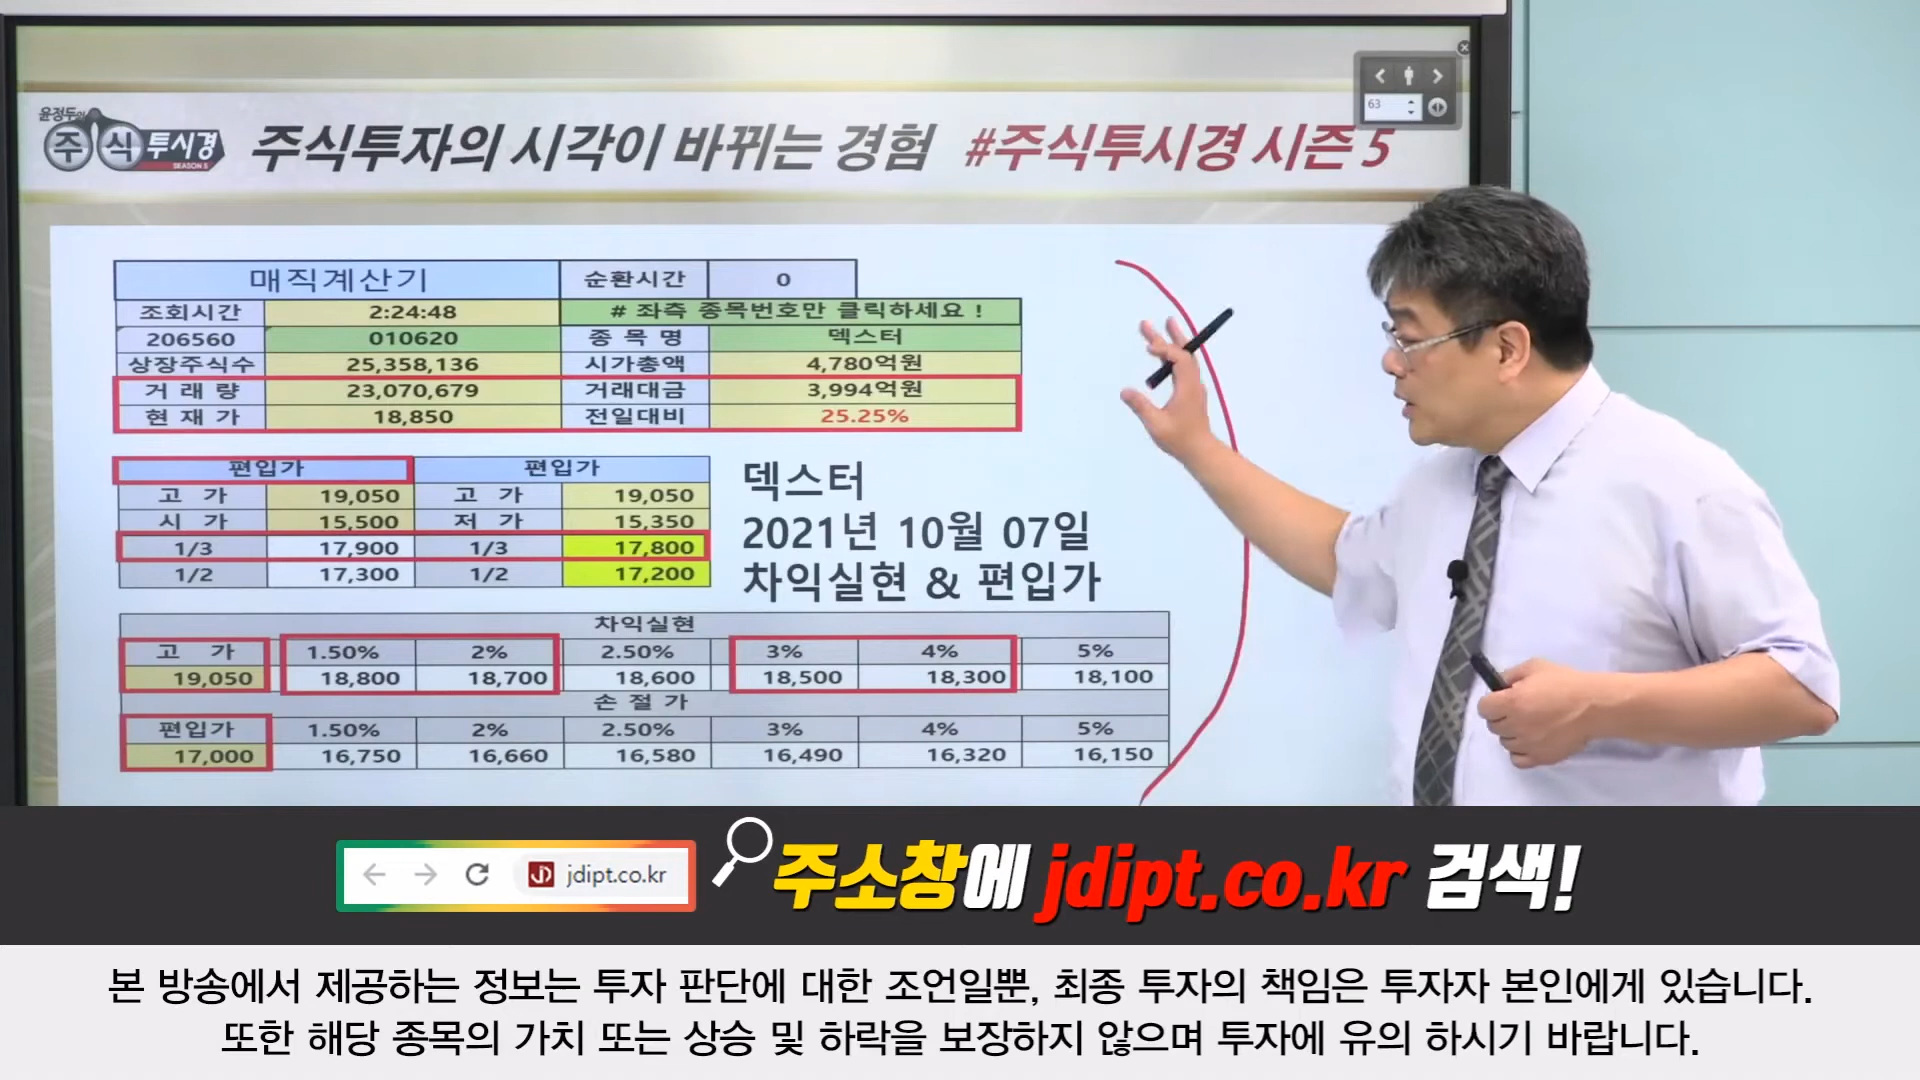 63
윤정두의
주식투시경
SEASON 5
주식투자의 시각이 바뀌는 경험 #주식투시경 시즌 5
매직계산기 순환시간 0
조회시간 2:24:48 # 좌측 종목번호만 클릭하세요 !
206560 010620 종 목 명 덱스터
상장주식수 25,358,136 시가총액 4,780억원
거 래 량 23,070,679 거래대금 3,994억원
현 재 가 18,850 전일대비 25.25%
편입가 편입가
고 가 19,050 고 가 19,050
시 가 15,500 저 가 15,350
1/3 17,900 1/3 17,800
1/2 17,300 1/2 17,200
덱스터
2021년 10월 07일
차익실현 & 편입가
차익실현
고 가 1.50% 2% 2.50% 3% 4% 5%
19,050 18,800 18,700 18,600 18,500 18,300 18,100
손 절 가
편입가 1.50% 2% 2.50% 3% 4% 5%
17,000 16,750 16,660 16,580 16,490 16,320 16,150
jdipt.co.kr
주소창에 jdipt.co.kr 검색!
본 방송에서 제공하는 정보는 투자 판단에 대한 조언일뿐, 최종 투자의 책임은 투자자 본인에게 있습니다.
또한 해당 종목의 가치 또는 상승 및 하락을 보장하지 않으며 투자에 유의 하시기 바랍니다.